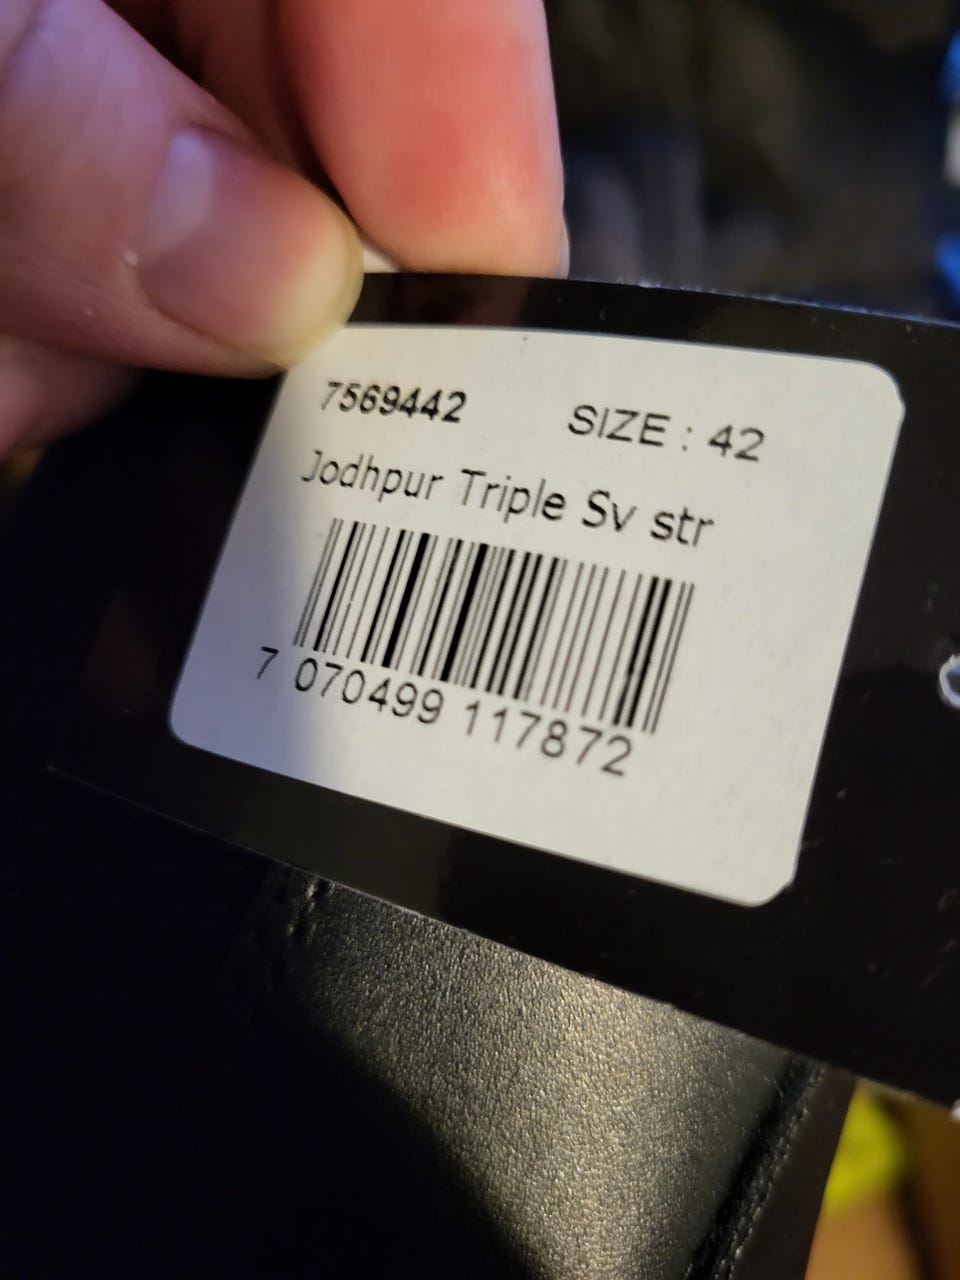 7569442 SIZE : 42
Jodhpur Triple Sv str
7 070499 117872